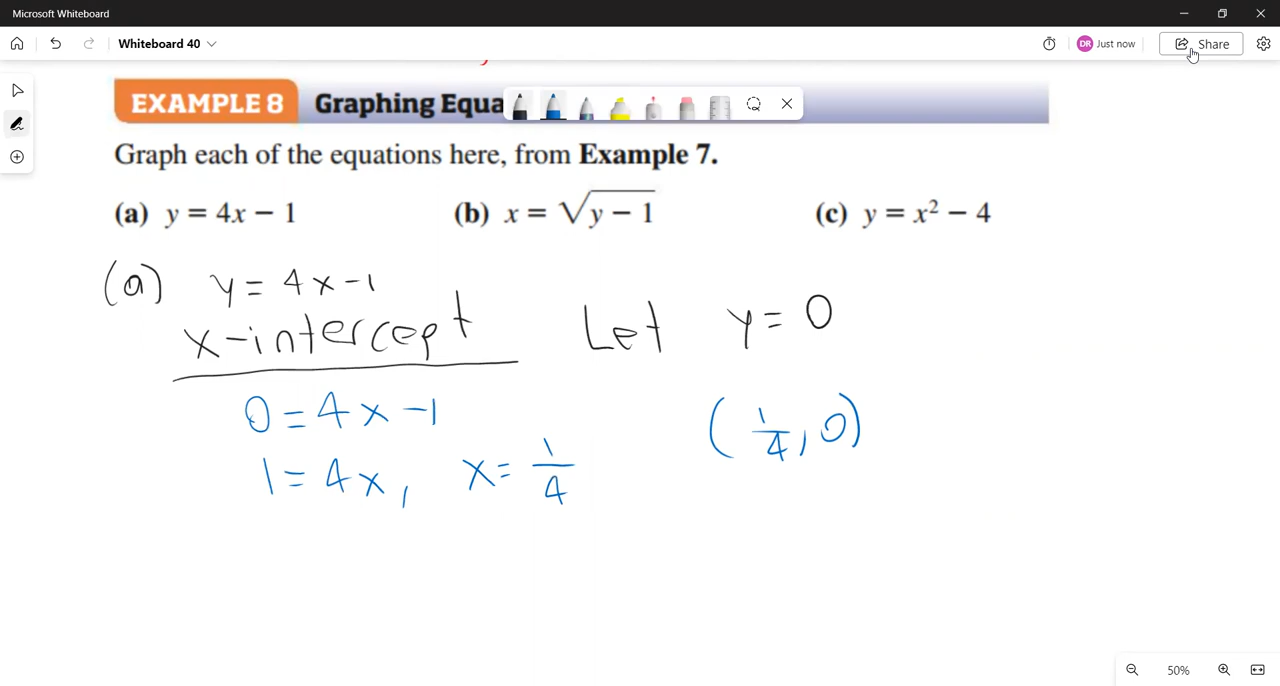 Microsoft Whiteboard
Whiteboard 40
DR Just now
Share
EXAMPLE 8 Graphing Equa
Graph each of the equations here, from Example 7.
(a) y = 4x − 1 (b) x = √(y − 1) (c) y = x² − 4
(a) y = 4x −1
x-intercept Let y = 0
0 = 4x −1
(1/4, 0)
1 = 4x, x = 1/4
50%